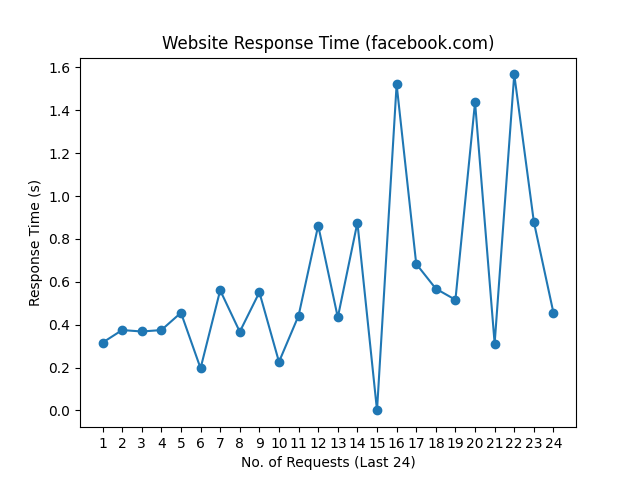 Website Response Time (facebook.com)
1.6
1.4
1.2
1.0
0.8
0.6
0.4
0.2
0.0
Response Time (s)
1 2 3 4 5 6 7 8 9 10 11 12 13 14 15 16 17 18 19 20 21 22 23 24
No. of Requests (Last 24)